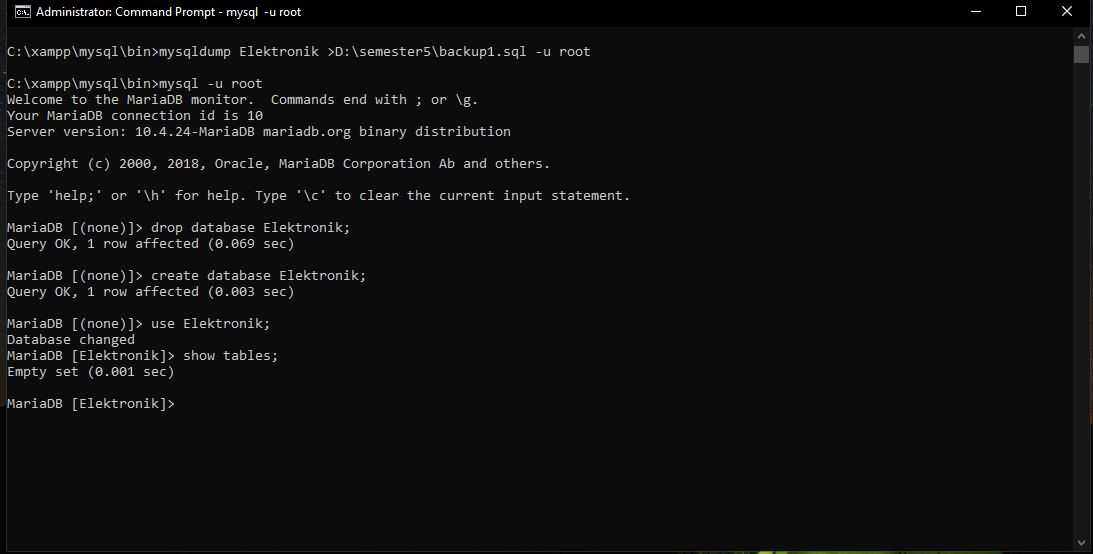 Administrator: Command Prompt - mysql  -u root
C:\xampp\mysql\bin>mysqldump Elektronik >D:\semester5\backup1.sql -u root
C:\xampp\mysql\bin>mysql -u root
Welcome to the MariaDB monitor.  Commands end with ; or \g.
Your MariaDB connection id is 10
Server version: 10.4.24-MariaDB mariadb.org binary distribution
Copyright (c) 2000, 2018, Oracle, MariaDB Corporation Ab and others.
Type 'help;' or '\h' for help. Type '\c' to clear the current input statement.
MariaDB [(none)]> drop database Elektronik;
Query OK, 1 row affected (0.069 sec)
MariaDB [(none)]> create database Elektronik;
Query OK, 1 row affected (0.003 sec)
MariaDB [(none)]> use Elektronik;
Database changed
MariaDB [Elektronik]> show tables;
Empty set (0.001 sec)
MariaDB [Elektronik]>